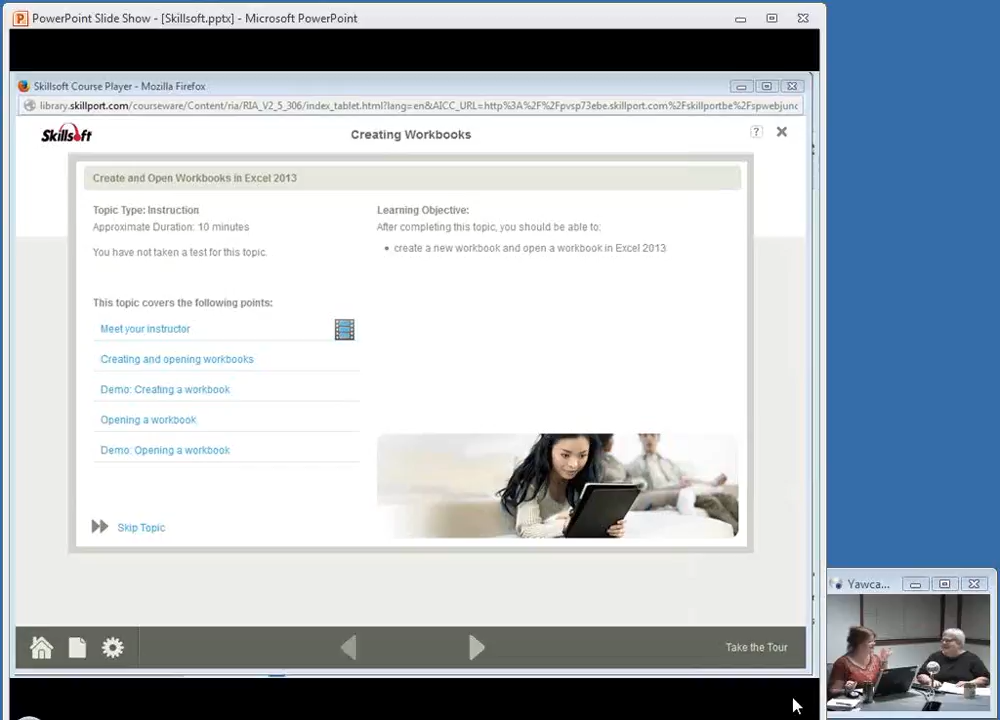 PowerPoint Slide Show - [Skillsoft.pptx] - Microsoft PowerPoint
Skillsoft Course Player - Mozilla Firefox
library.skillport.com/courseware/Content/ria/RIA_V2_5_306/index_tablet.html?lang=en&AICC_URL=http%3A%2F%2Fpvsp73ebe.skillport.com%2Fskillportbe%2Fspwebjunc
Skillsoft
Creating Workbooks
?
Create and Open Workbooks in Excel 2013
Topic Type: Instruction
Approximate Duration: 10 minutes
You have not taken a test for this topic.
Learning Objective:
After completing this topic, you should be able to:
• create a new workbook and open a workbook in Excel 2013
This topic covers the following points:
Meet your instructor
Creating and opening workbooks
Demo: Creating a workbook
Opening a workbook
Demo: Opening a workbook
Skip Topic
Take the Tour
Yawca...